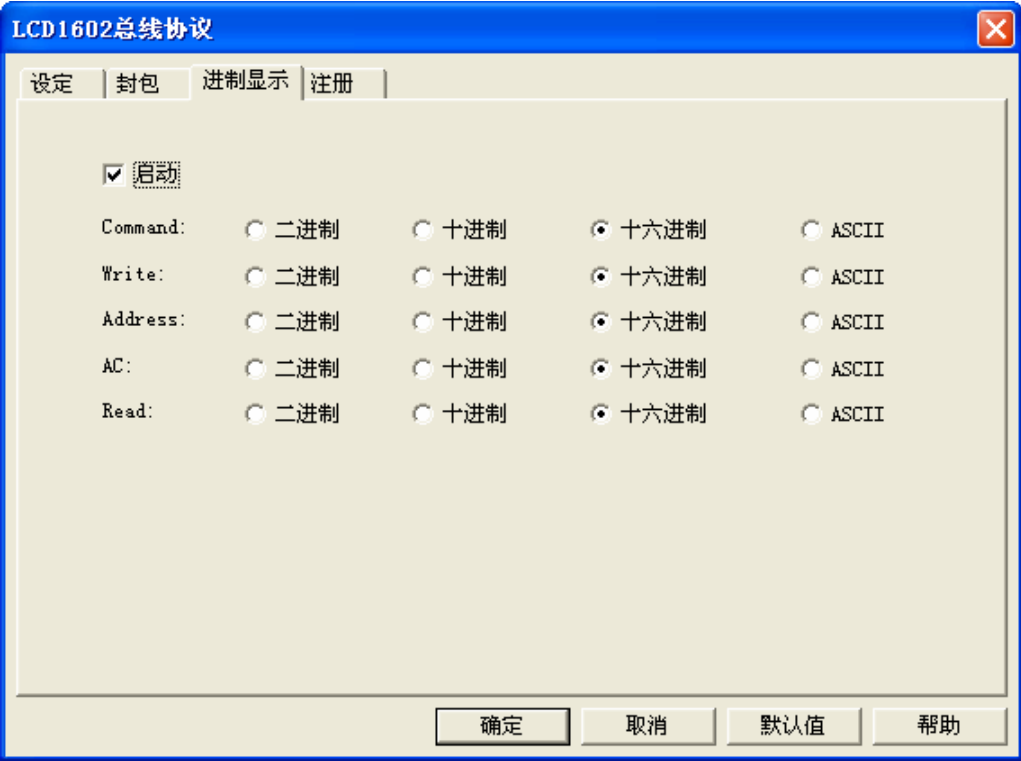 LCD1602总线协议
设定 封包 进制显示 注册
启动
Command: 二进制 十进制 十六进制 ASCII
Write: 二进制 十进制 十六进制 ASCII
Address: 二进制 十进制 十六进制 ASCII
AC: 二进制 十进制 十六进制 ASCII
Read: 二进制 十进制 十六进制 ASCII
确定 取消 默认值 帮助